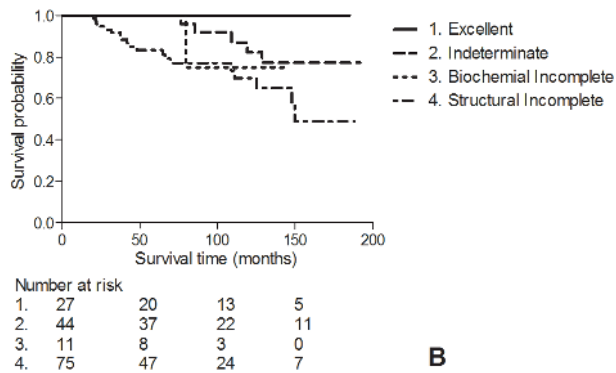 1.0
0.8
0.6
0.4
0.2
0.0
Survival probability
0 50 100 150 200
Survival time (months)
1. Excellent
2. Indeterminate
3. Biochemial Incomplete
4. Structural Incomplete
Number at risk
1. 27 20 13 5
2. 44 37 22 11
3. 11 8 3 0
4. 75 47 24 7
B